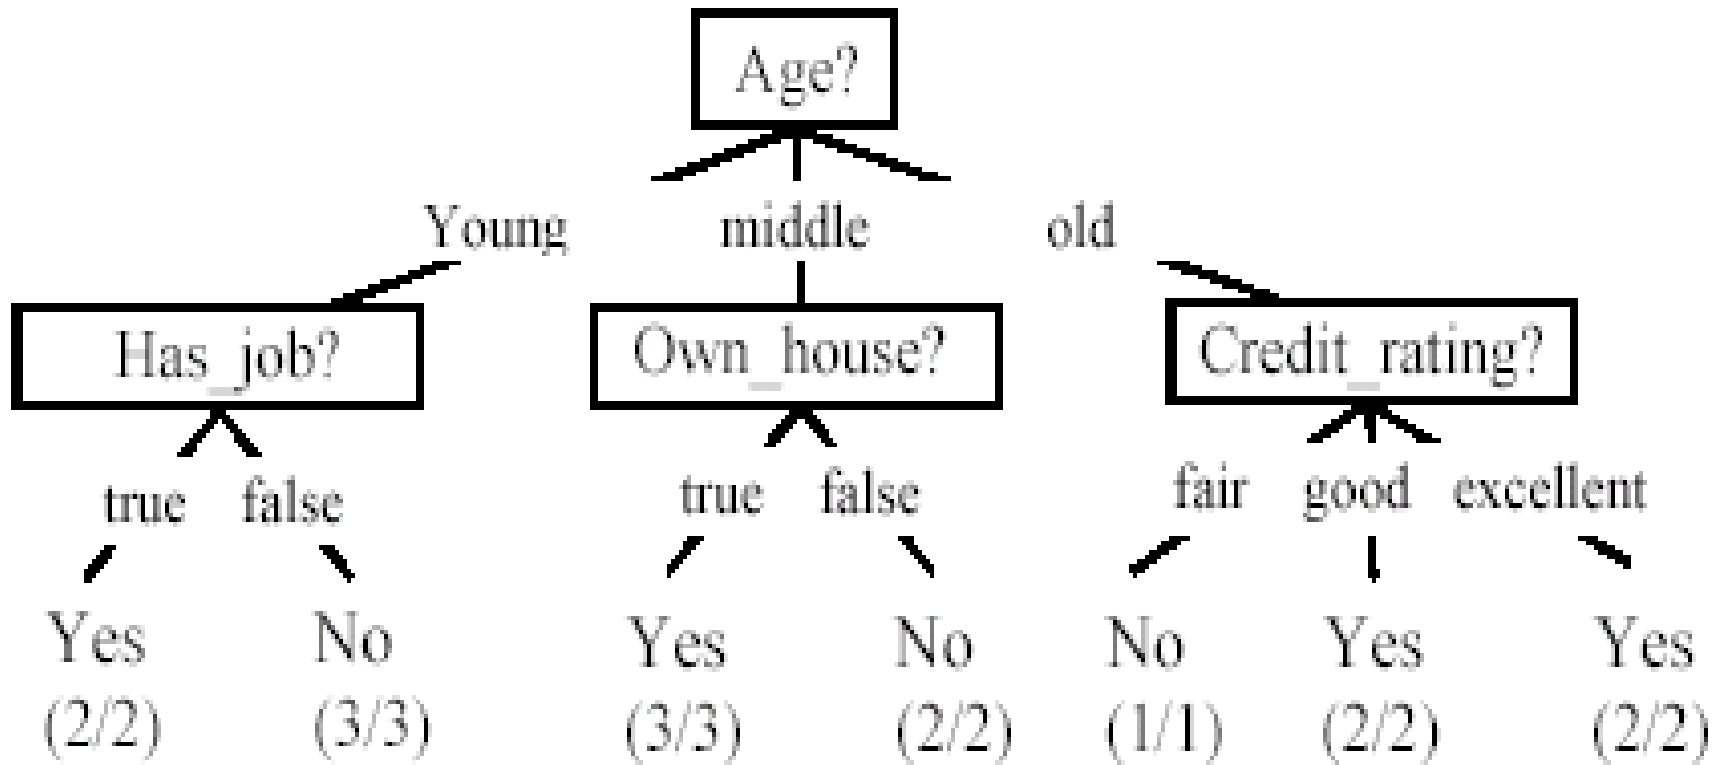 Age?
Young middle old
Has_job? Own_house? Credit_rating?
true false true false fair good excellent
Yes No Yes No No Yes Yes
(2/2) (3/3) (3/3) (2/2) (1/1) (2/2) (2/2)